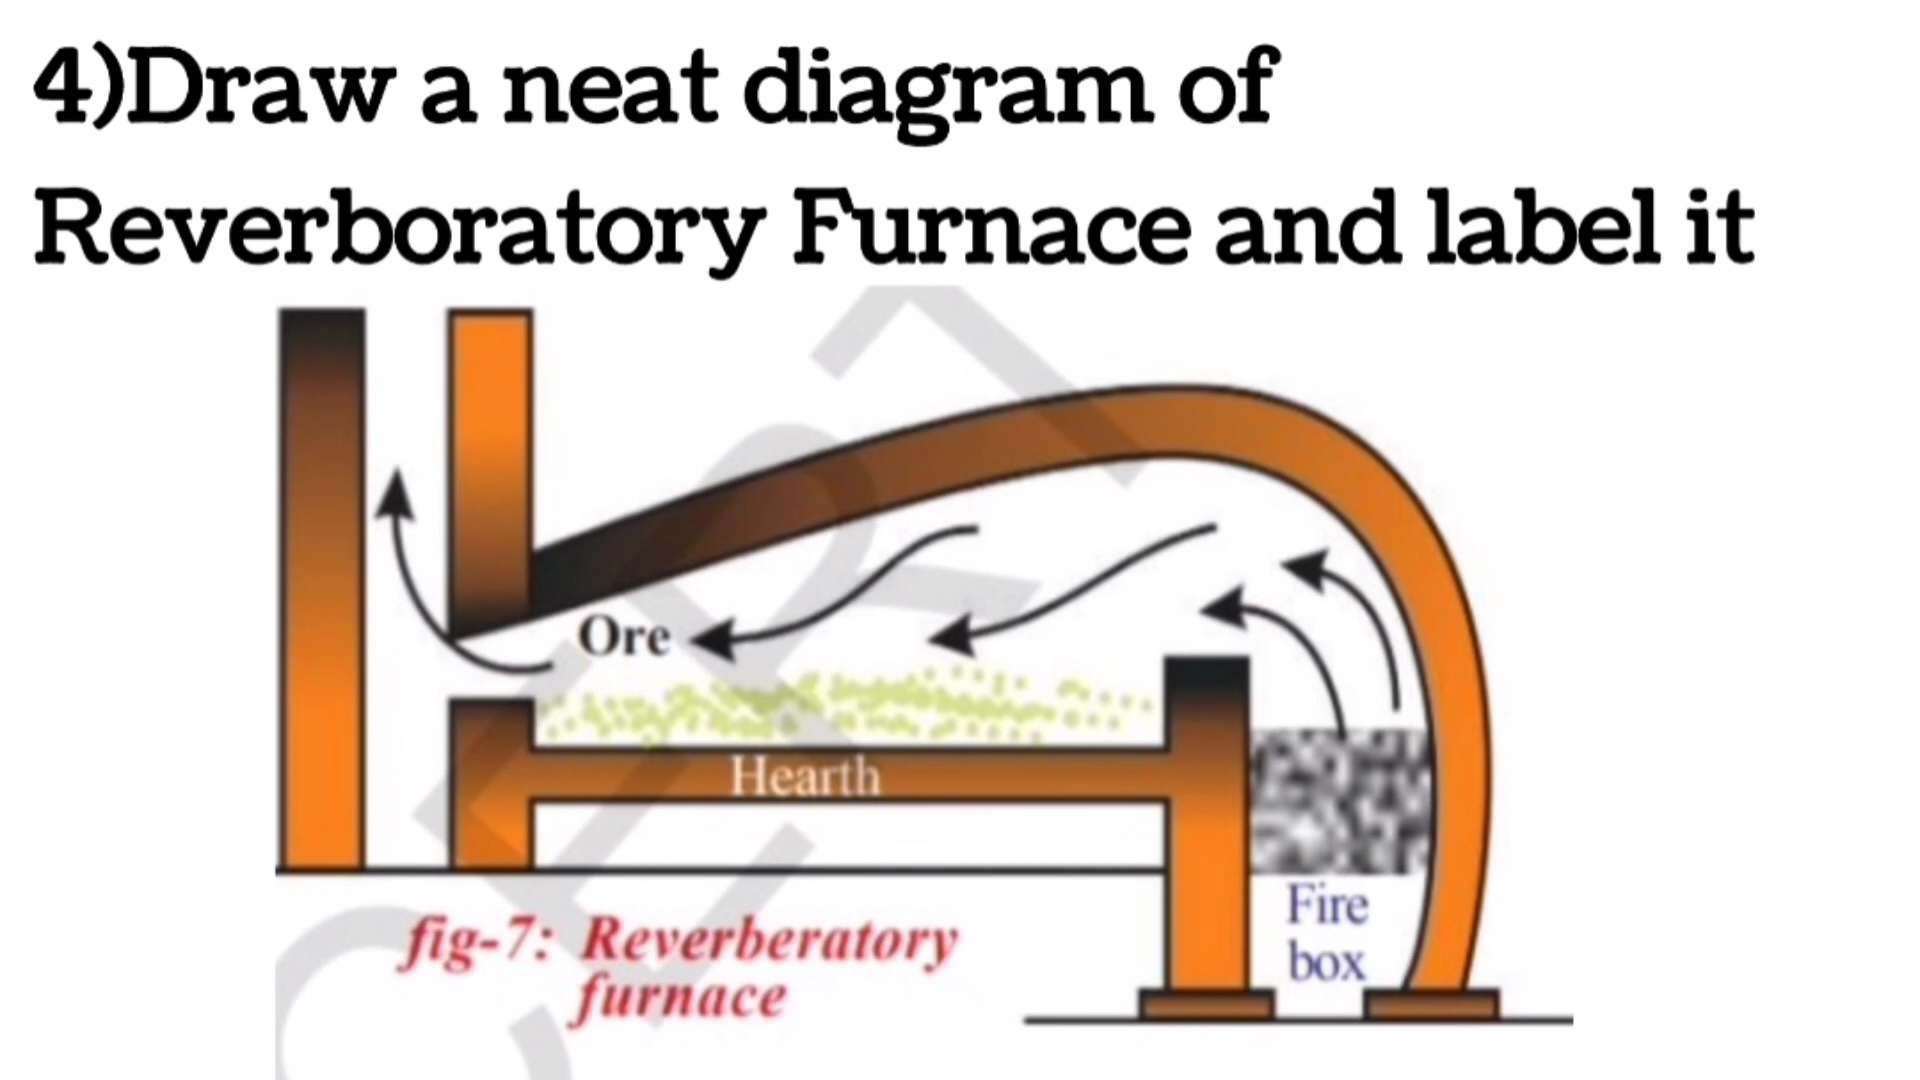 4)Draw a neat diagram of
Reverboratory Furnace and label it
Ore
Hearth
Fire
box
fig-7: Reverberatory
furnace